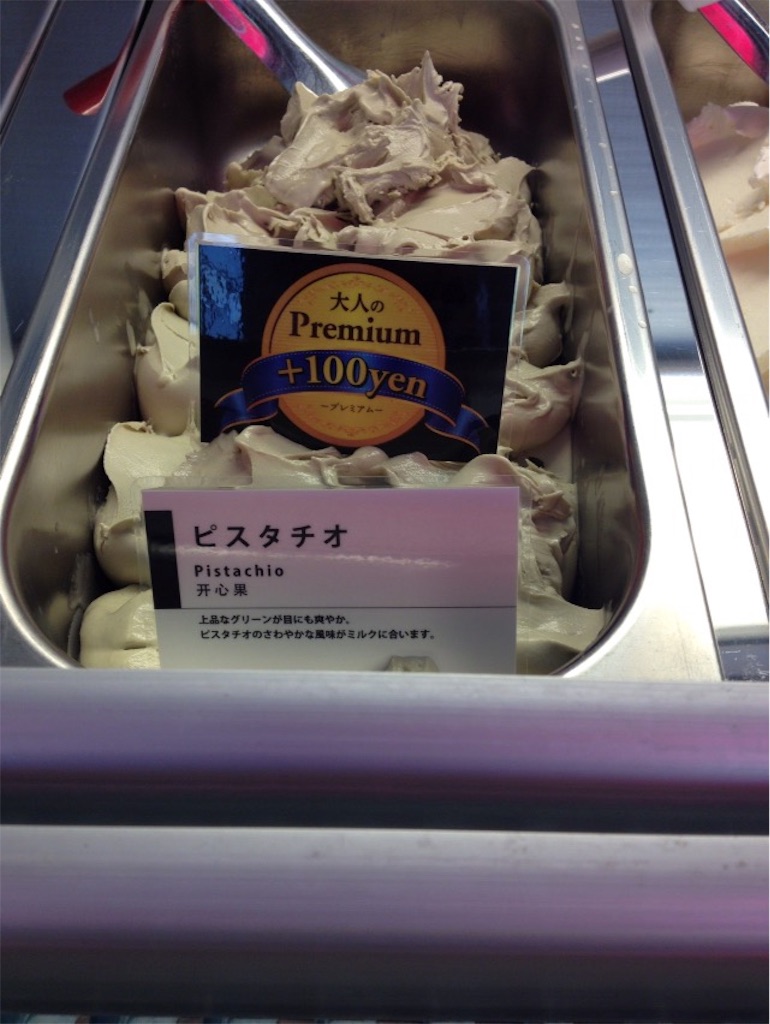 大人の
Premium
+100yen
～プレミアム～
ピスタチオ
Pistachio
开心果
上品なグリーンが目にも爽やか、
ピスタチオのさわやかな風味がミルクに合います。